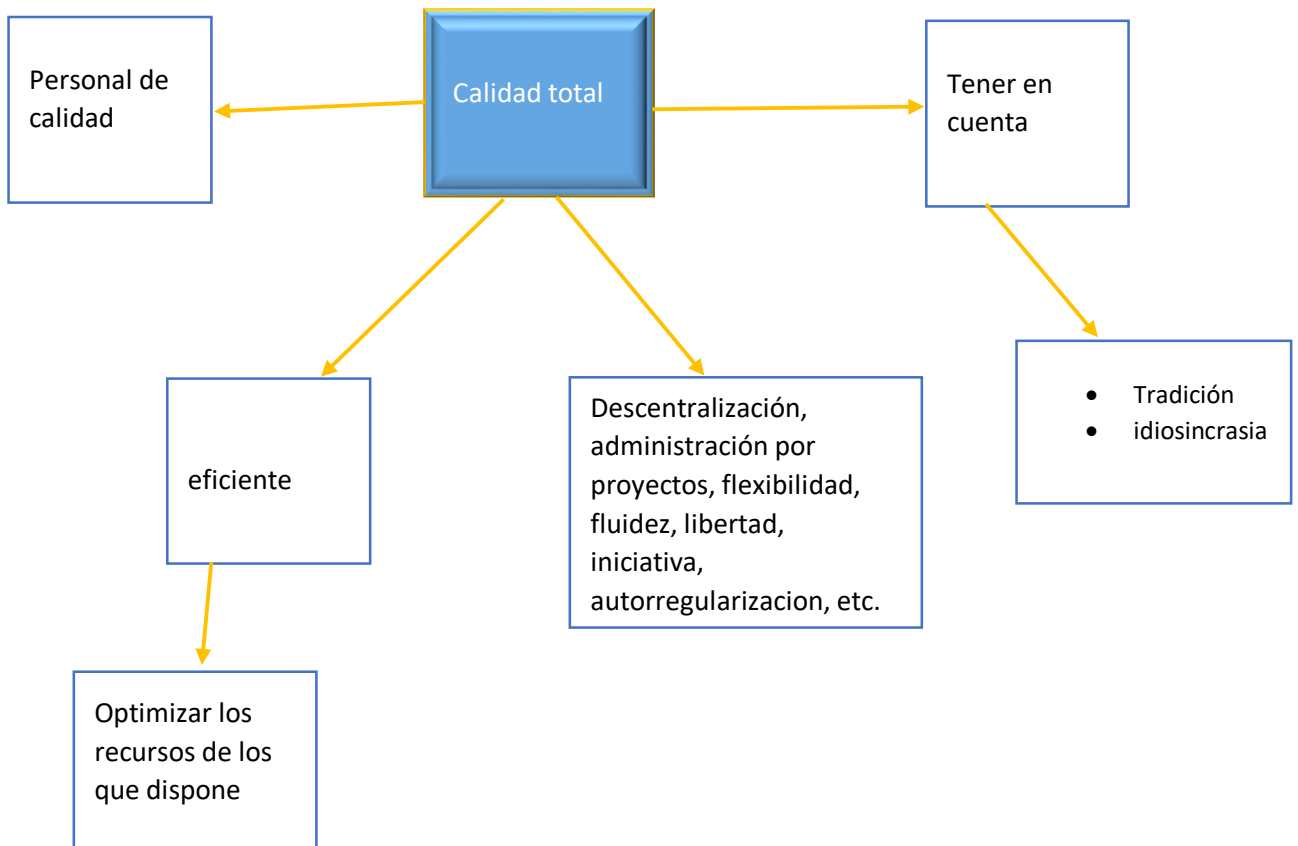 Personal de
calidad
Calidad total
Tener en
cuenta
eficiente
Descentralización,
administración por
proyectos, flexibilidad,
fluidez, libertad,
iniciativa,
autorregularizacion, etc.
• Tradición
• idiosincrasia
Optimizar los
recursos de los
que dispone